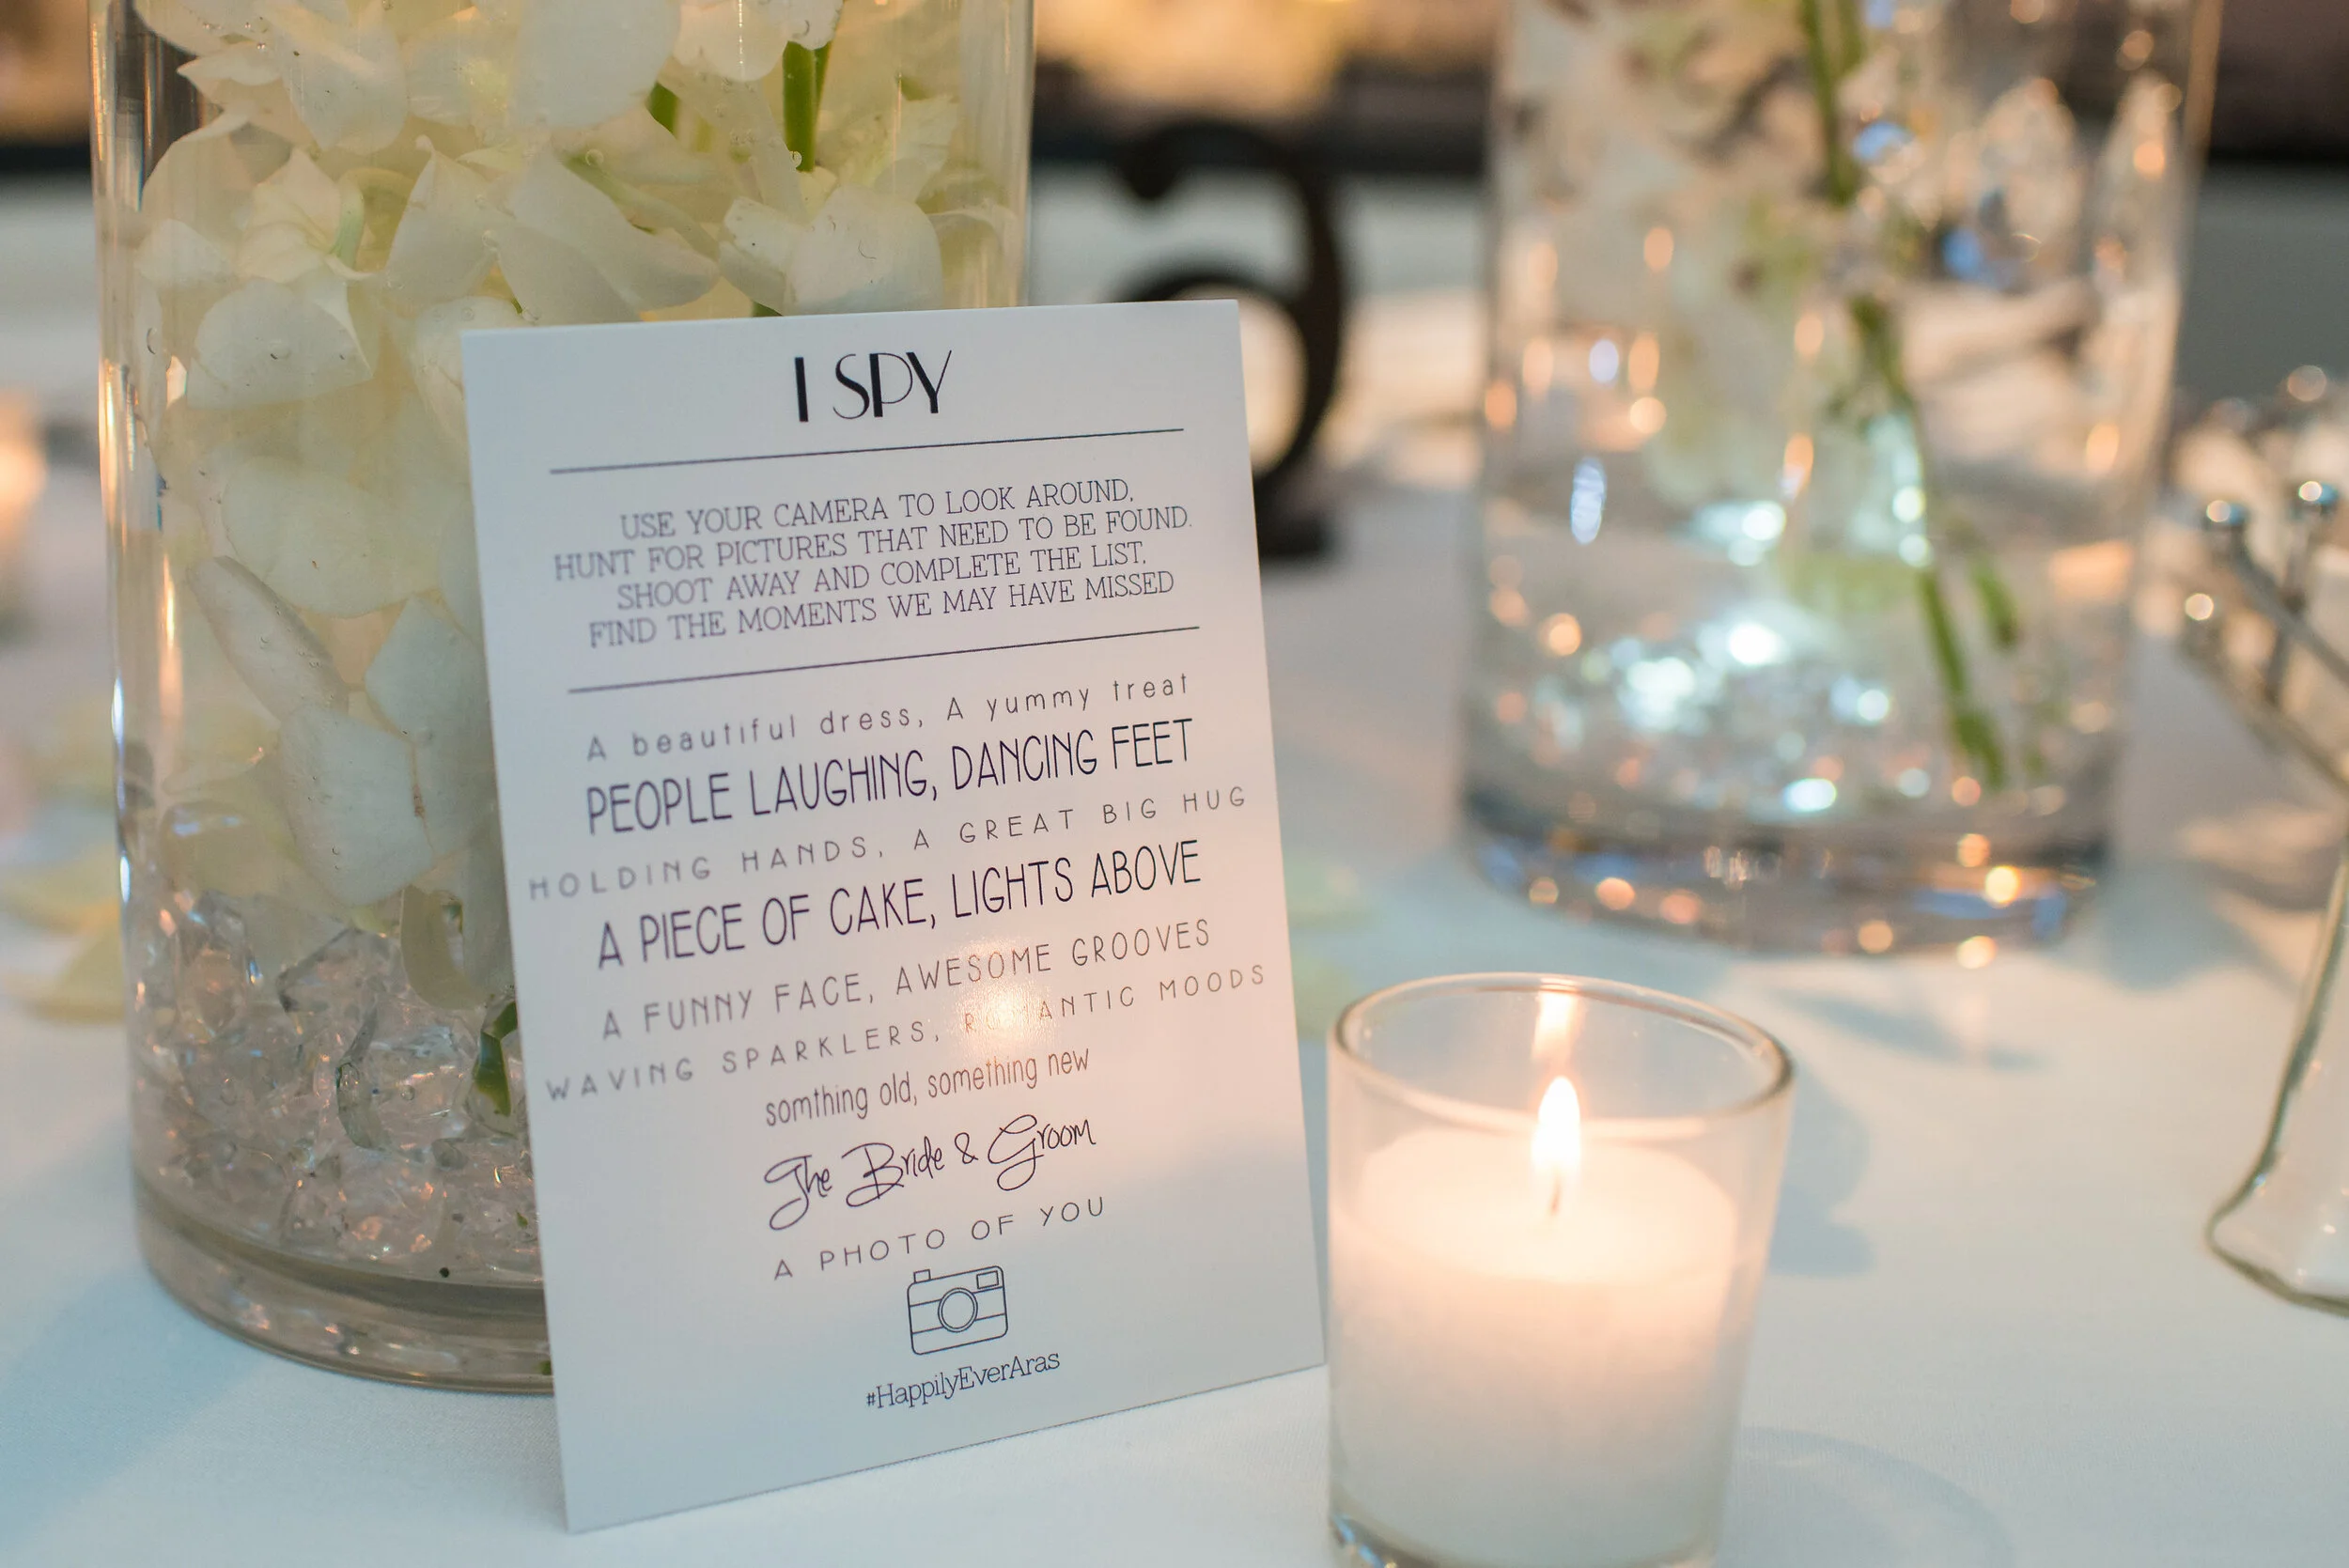 I SPY
USE YOUR CAMERA TO LOOK AROUND,
HUNT FOR PICTURES THAT NEED TO BE FOUND.
SHOOT AWAY AND COMPLETE THE LIST,
FIND THE MOMENTS WE MAY HAVE MISSED
A beautiful dress, A yummy treat
PEOPLE LAUGHING, DANCING FEET
HOLDING HANDS, A GREAT BIG HUG
A PIECE OF CAKE, LIGHTS ABOVE
A FUNNY FACE, AWESOME GROOVES
WAVING SPARKLERS, ROMANTIC MOODS
somthing old, something new
The Bride & Groom
A PHOTO OF YOU
#HappilyEverAras